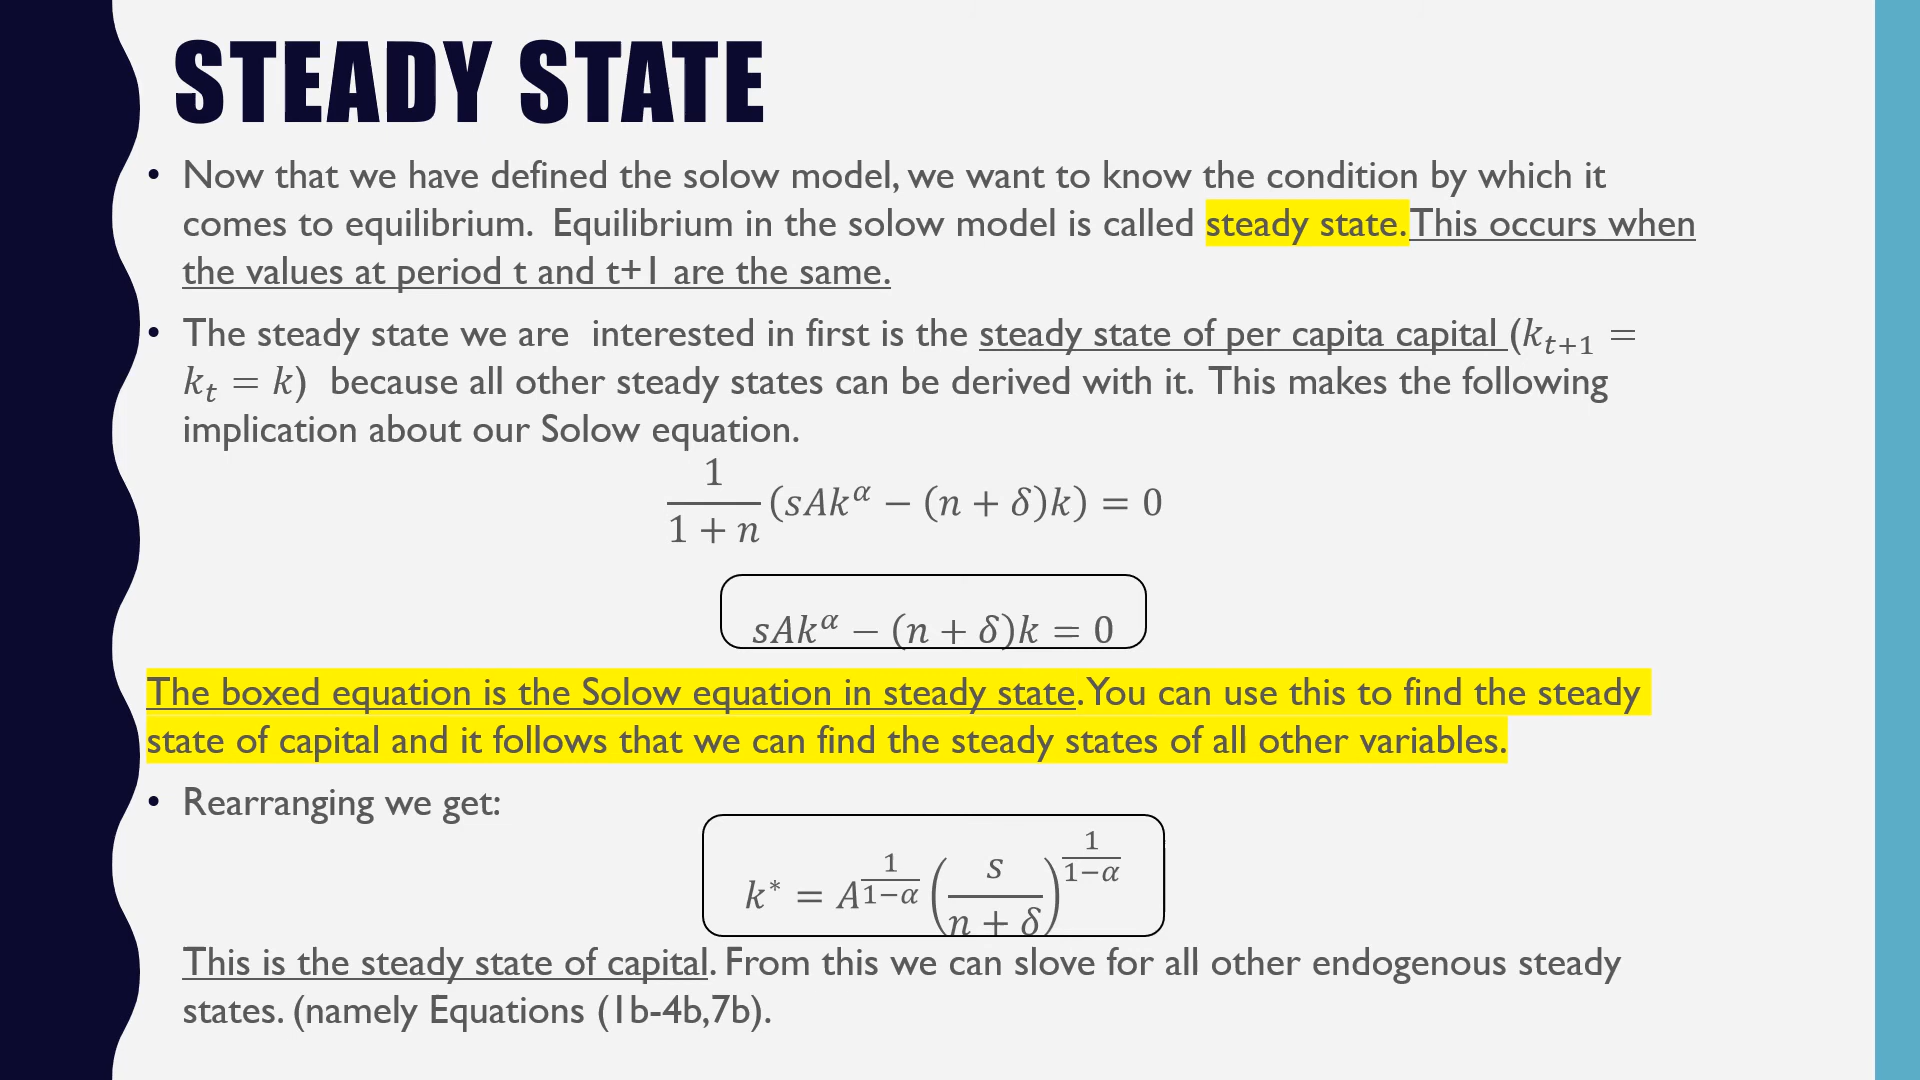 STEADY STATE
• Now that we have defined the solow model, we want to know the condition by which it
comes to equilibrium.  Equilibrium in the solow model is called steady state. This occurs when
the values at period t and t+1 are the same.
• The steady state we are  interested in first is the steady state of per capita capital (k_{t+1} =
k_t = k)  because all other steady states can be derived with it.  This makes the following
implication about our Solow equation.
\frac{1}{1+n}(sAk^α − (n + δ)k) = 0
sAk^α − (n + δ)k = 0
The boxed equation is the Solow equation in steady state. You can use this to find the steady
state of capital and it follows that we can find the steady states of all other variables.
• Rearranging we get:
k^* = A^{\frac{1}{1−α}} \left(\frac{s}{n + δ}\right)^{\frac{1}{1−α}}
This is the steady state of capital. From this we can slove for all other endogenous steady
states. (namely Equations (1b-4b,7b).